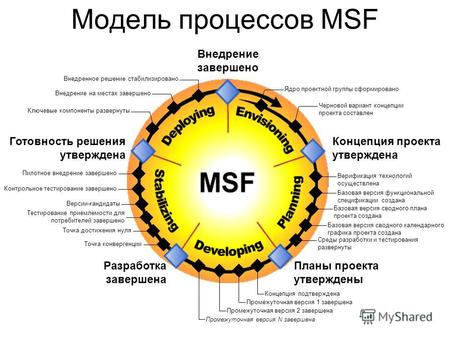 Модель процессов MSF
Внедрение
завершено
Внедренное решение стабилизировано
Внедрение на местах завершено
Ключевые компоненты развернуты
Готовность решения
утверждена
Пилотное внедрение завершено
Контрольное тестирование завершено
Версии-кандидаты
Тестирование приемлемости для
потребителей завершено
Точка достижения нуля
Точка конвергенции
Разработка
завершена
Ядро проектной группы сформировано
Черновой вариант концепции
проекта составлен
Концепция проекта
утверждена
Верификация технологий
осуществлена
Базовая версия функциональной
спецификации создана
Базовая версия сводного плана
проекта создана
Базовая версия сводного календарного
графика проекта создана
Среды разработки и тестирования
развернуты
Планы проекта
утверждены
Концепция подтверждена
Промежуточная версия 1 завершена
Промежуточная версия 2 завершена
Промежуточная версия N завершена
Deploying
Envisioning
MSF
Stabilizing
Planning
Developing
MyShared